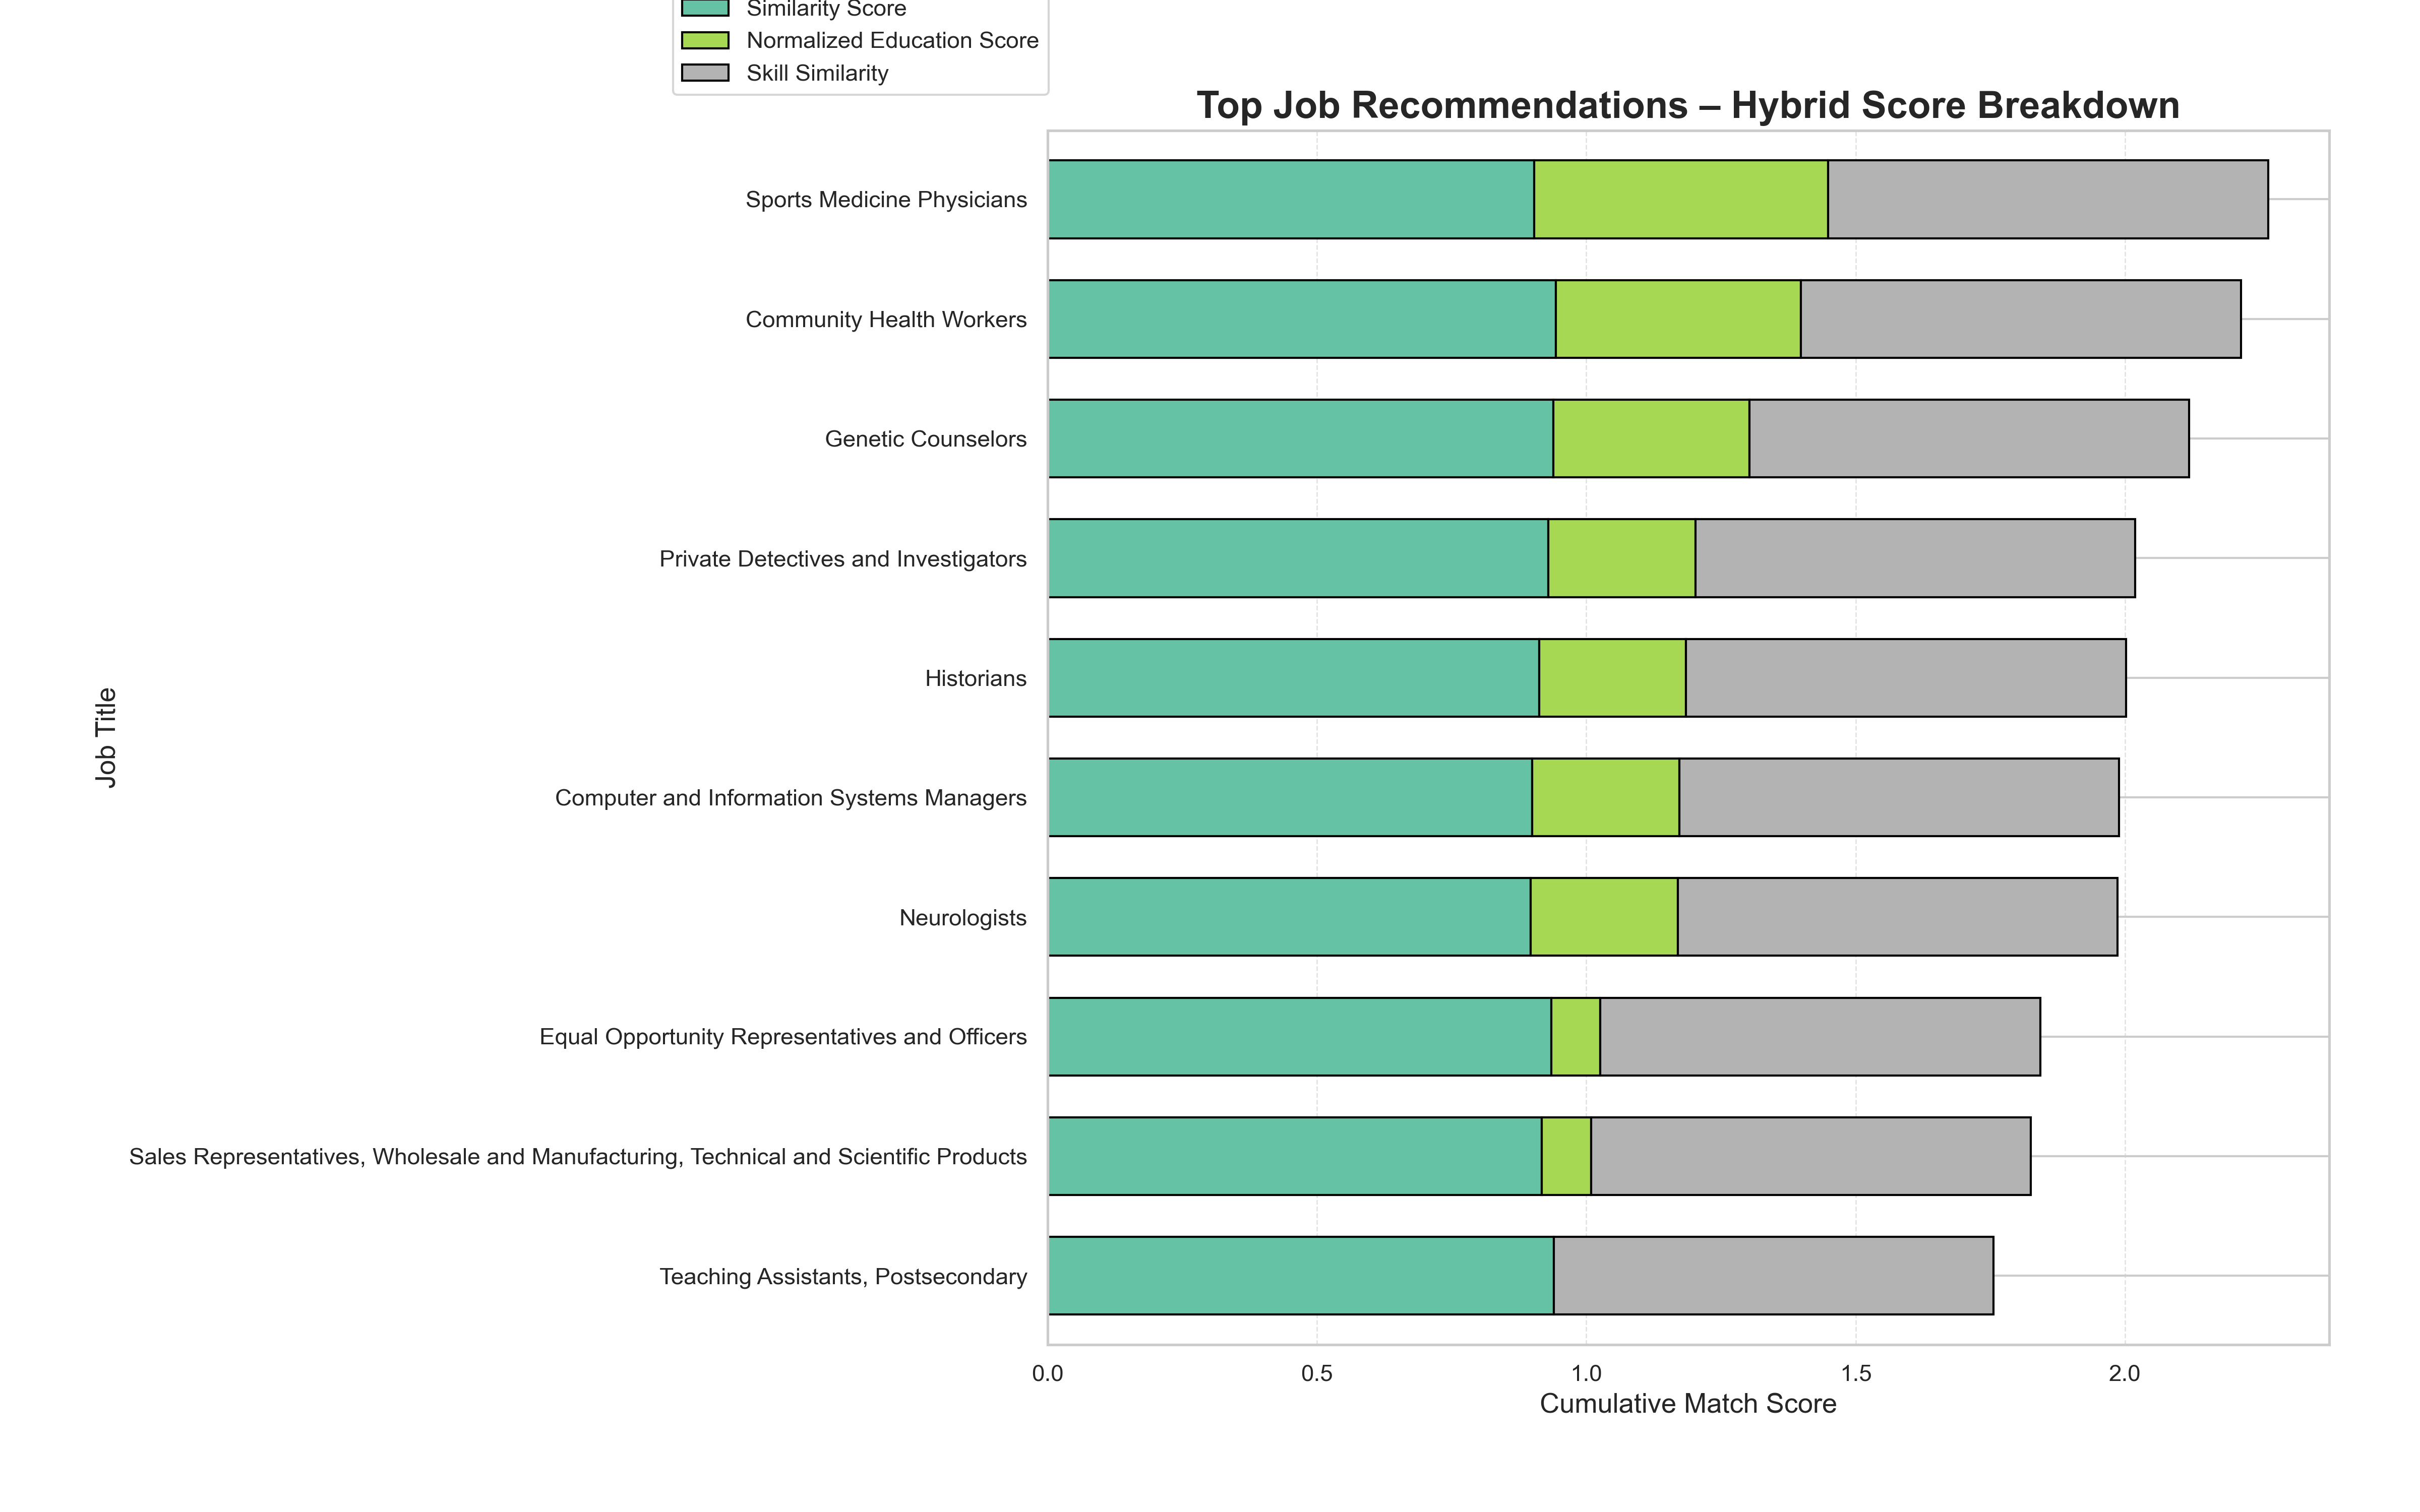 Similarity Score
Normalized Education Score
Skill Similarity
Top Job Recommendations – Hybrid Score Breakdown
Sports Medicine Physicians
Community Health Workers
Genetic Counselors
Private Detectives and Investigators
Historians
Computer and Information Systems Managers
Neurologists
Equal Opportunity Representatives and Officers
Sales Representatives, Wholesale and Manufacturing, Technical and Scientific Products
Teaching Assistants, Postsecondary
Job Title
0.0 0.5 1.0 1.5 2.0
Cumulative Match Score